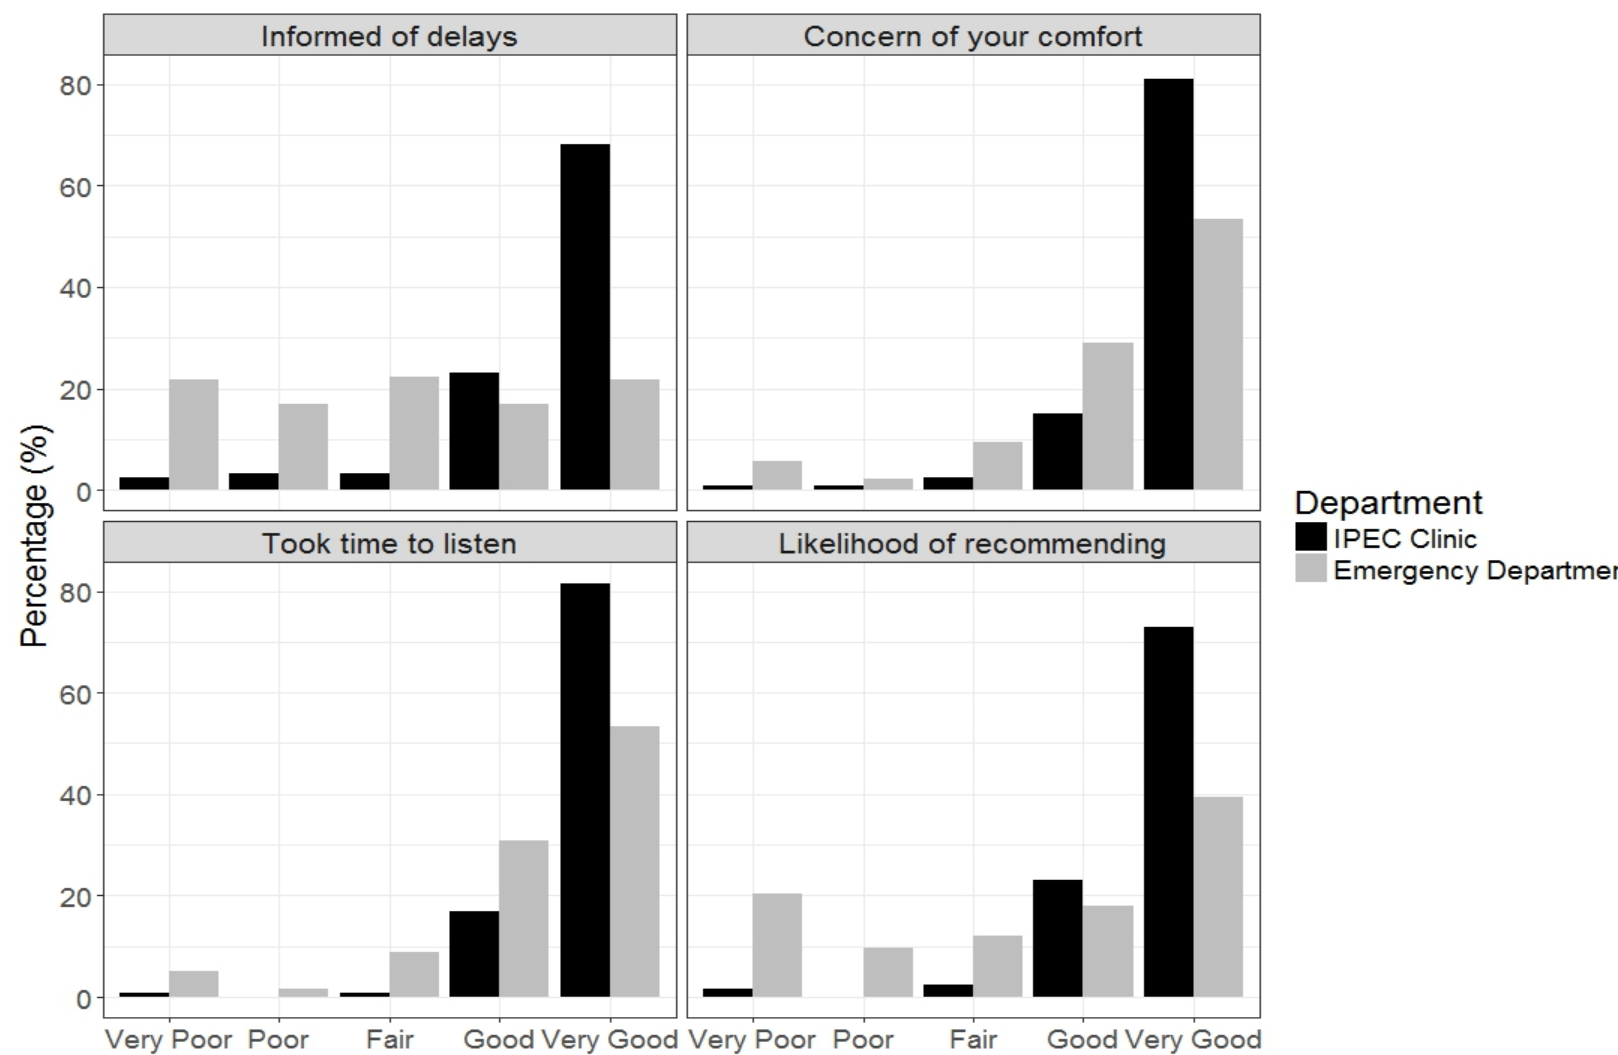 Informed of delays
Concern of your comfort
80
60
40
20
0
Took time to listen
Likelihood of recommending
80
60
40
20
0
Very Poor Poor Fair Good Very Good
Very Poor Poor Fair Good Very Good
Percentage (%)
Department
IPEC Clinic
Emergency Departmen